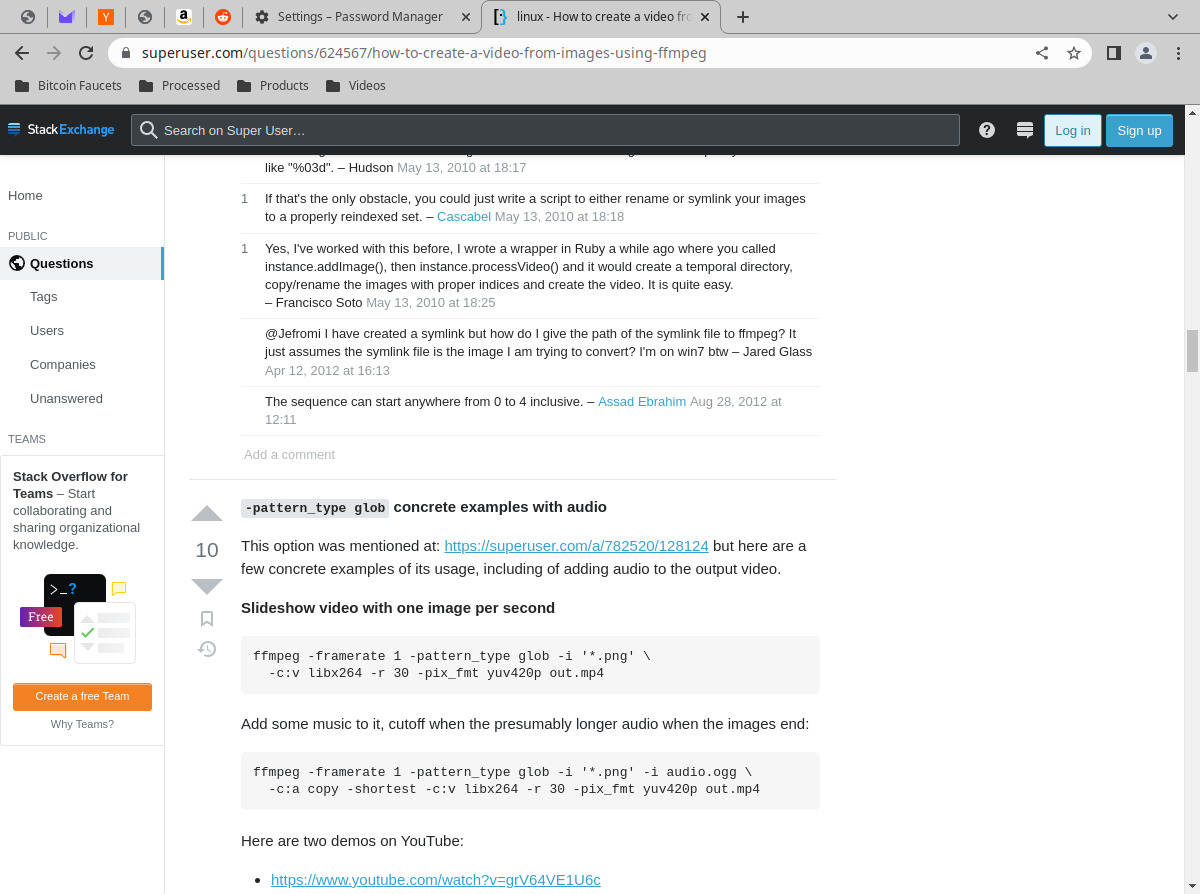 Settings – Password Manager
linux - How to create a video fro
superuser.com/questions/624567/how-to-create-a-video-from-images-using-ffmpeg
Bitcoin Faucets
Processed
Products
Videos
StackExchange
Search on Super User…
Log in
Sign up
Home
PUBLIC
Questions
Tags
Users
Companies
Unanswered
TEAMS
Stack Overflow for
Teams – Start
collaborating and
sharing organizational
knowledge.
>_?
Free
Create a free Team
Why Teams?
like "%03d". – Hudson May 13, 2010 at 18:17
1 If that's the only obstacle, you could just write a script to either rename or symlink your images
to a properly reindexed set. – Cascabel May 13, 2010 at 18:18
1 Yes, I've worked with this before, I wrote a wrapper in Ruby a while ago where you called
instance.addImage(), then instance.processVideo() and it would create a temporal directory,
copy/rename the images with proper indices and create the video. It is quite easy.
– Francisco Soto May 13, 2010 at 18:25
@Jefromi I have created a symlink but how do I give the path of the symlink file to ffmpeg? It
just assumes the symlink file is the image I am trying to convert? I'm on win7 btw – Jared Glass
Apr 12, 2012 at 16:13
The sequence can start anywhere from 0 to 4 inclusive. – Assad Ebrahim Aug 28, 2012 at
12:11
Add a comment
10
-pattern_type glob concrete examples with audio
This option was mentioned at: https://superuser.com/a/782520/128124 but here are a
few concrete examples of its usage, including of adding audio to the output video.
Slideshow video with one image per second
ffmpeg -framerate 1 -pattern_type glob -i '*.png' \
-c:v libx264 -r 30 -pix_fmt yuv420p out.mp4
Add some music to it, cutoff when the presumably longer audio when the images end:
ffmpeg -framerate 1 -pattern_type glob -i '*.png' -i audio.ogg \
-c:a copy -shortest -c:v libx264 -r 30 -pix_fmt yuv420p out.mp4
Here are two demos on YouTube:
• https://www.youtube.com/watch?v=grV64VE1U6c